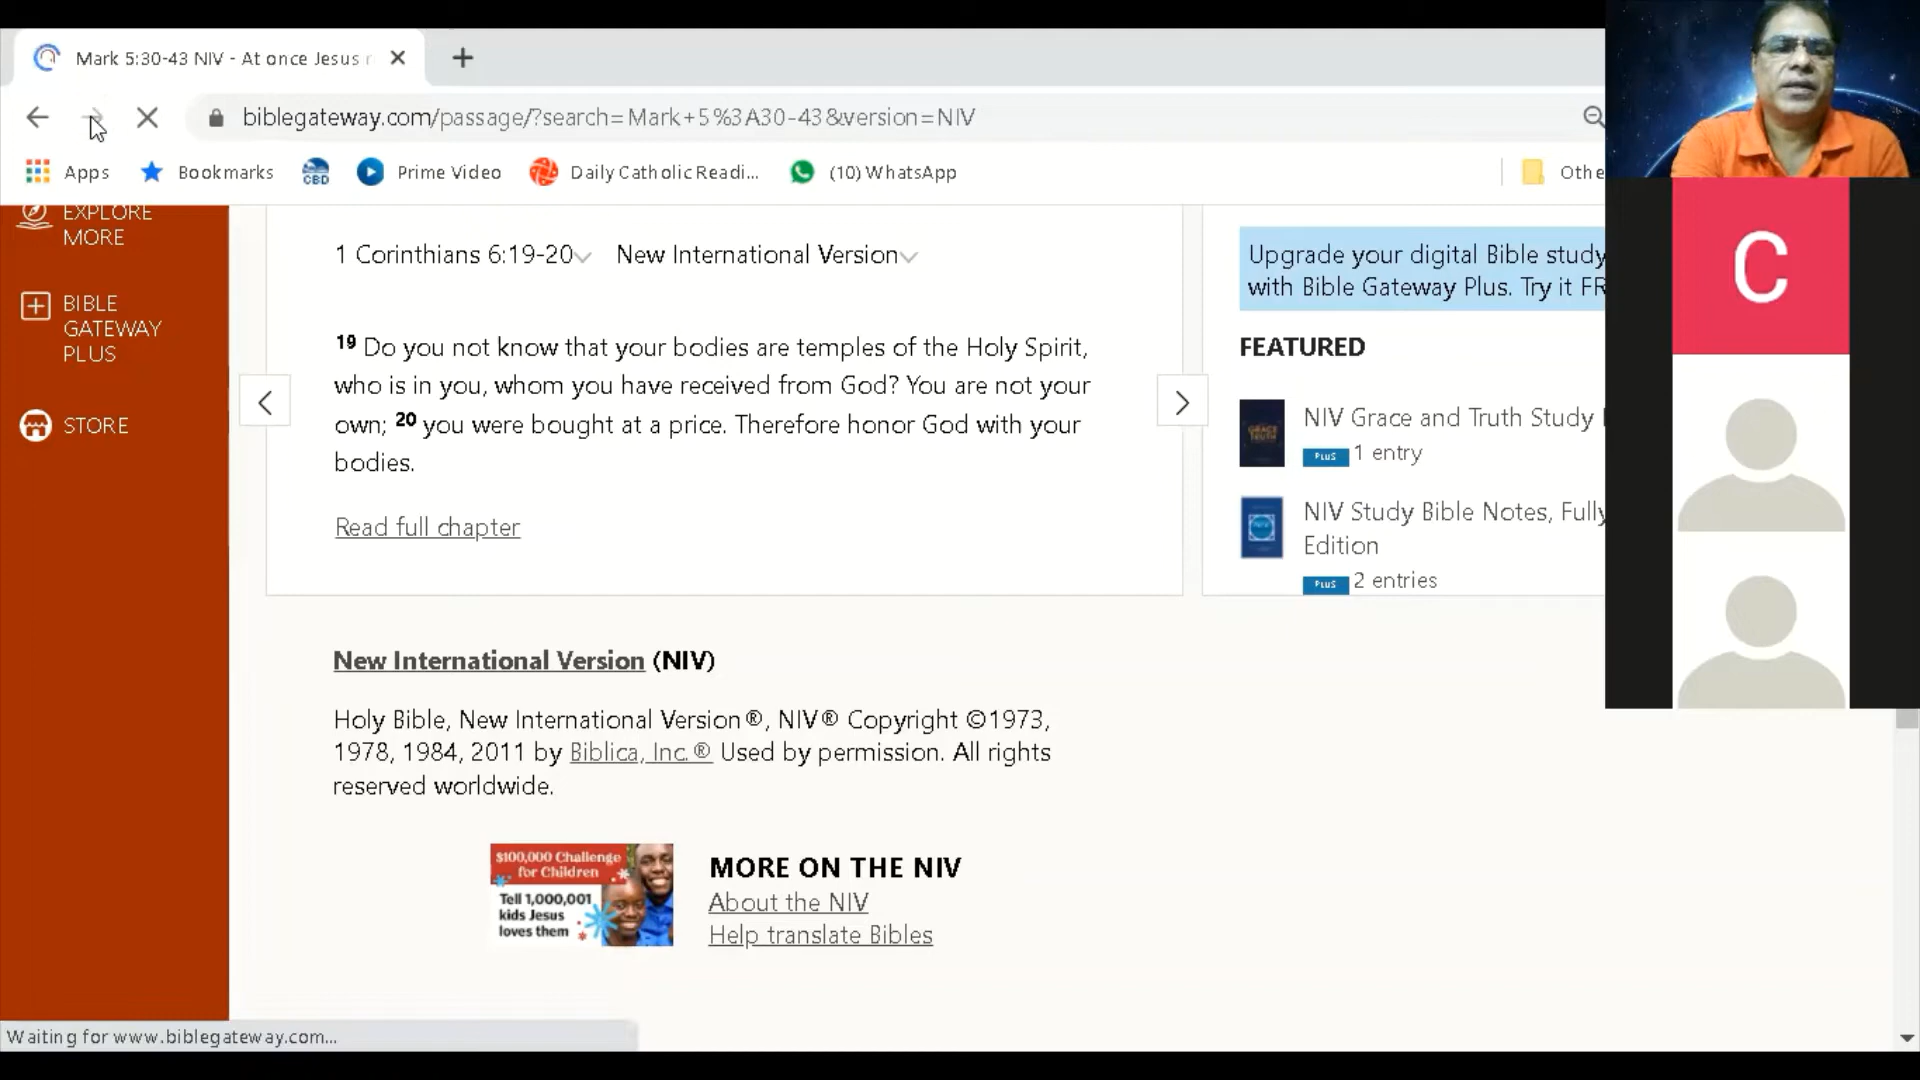 Mark 5:30-43 NIV - At once Jesus r
biblegateway.com/passage/?search=Mark+5%3A30-43&version=NIV
Apps
Bookmarks
CBD
Prime Video
Daily Catholic Readi...
(10) WhatsApp
Othe
EXPLORE
MORE
BIBLE
GATEWAY
PLUS
STORE
1 Corinthians 6:19-20 New International Version
19 Do you not know that your bodies are temples of the Holy Spirit,
who is in you, whom you have received from God? You are not your
own; 20 you were bought at a price. Therefore honor God with your
bodies.
Read full chapter
Upgrade your digital Bible study
with Bible Gateway Plus. Try it FR
FEATURED
GRACE
TRUTH
NIV Grace and Truth Study
PLUS 1 entry
NIV
NIV Study Bible Notes, Fully
Edition
PLUS 2 entries
C
New International Version (NIV)
Holy Bible, New International Version®, NIV® Copyright ©1973,
1978, 1984, 2011 by Biblica, Inc.® Used by permission. All rights
reserved worldwide.
$100,000 Challenge
for Children
Tell 1,000,001
kids Jesus
loves them
MORE ON THE NIV
About the NIV
Help translate Bibles
Waiting for www.biblegateway.com...